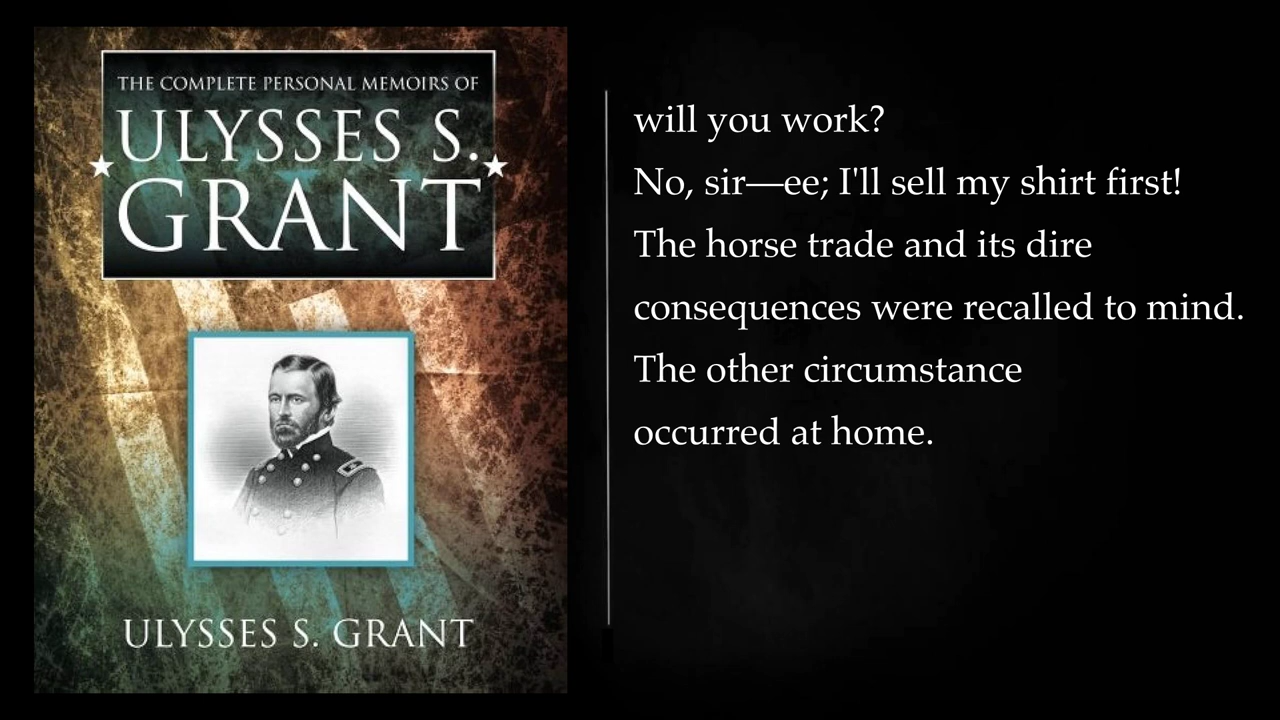 THE COMPLETE PERSONAL MEMOIRS OF
ULYSSES S.
GRANT
ULYSSES S. GRANT
will you work?
No, sir—ee; I'll sell my shirt first!
The horse trade and its dire
consequences were recalled to mind.
The other circumstance
occurred at home.